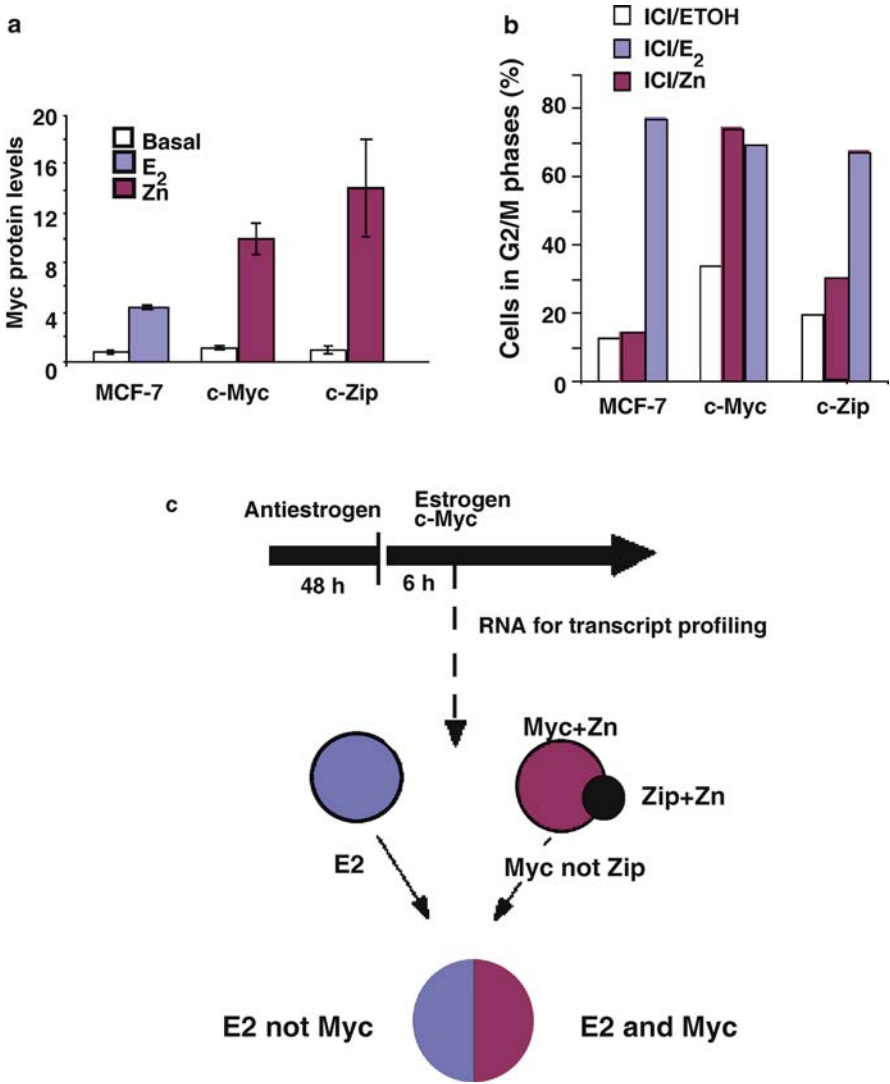 a
20
16
12
8
4
0
Myc protein levels
Basal
E2
Zn
MCF-7 c-Myc c-Zip
b
ICI/ETOH
ICI/E2
ICI/Zn
80
60
40
20
0
Cells in G2/M phases (%)
MCF-7 c-Myc c-Zip
c
Antiestrogen
Estrogen
c-Myc
48 h 6 h
RNA for transcript profiling
Myc+Zn
Zip+Zn
E2
Myc not Zip
E2 not Myc E2 and Myc